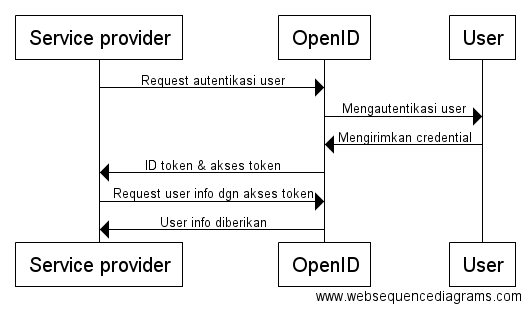 Service provider
OpenID
User
Request autentikasi user
Mengautentikasi user
Mengirimkan credential
ID token & akses token
Request user info dgn akses token
User info diberikan
Service provider
OpenID
User
www.websequencediagrams.com